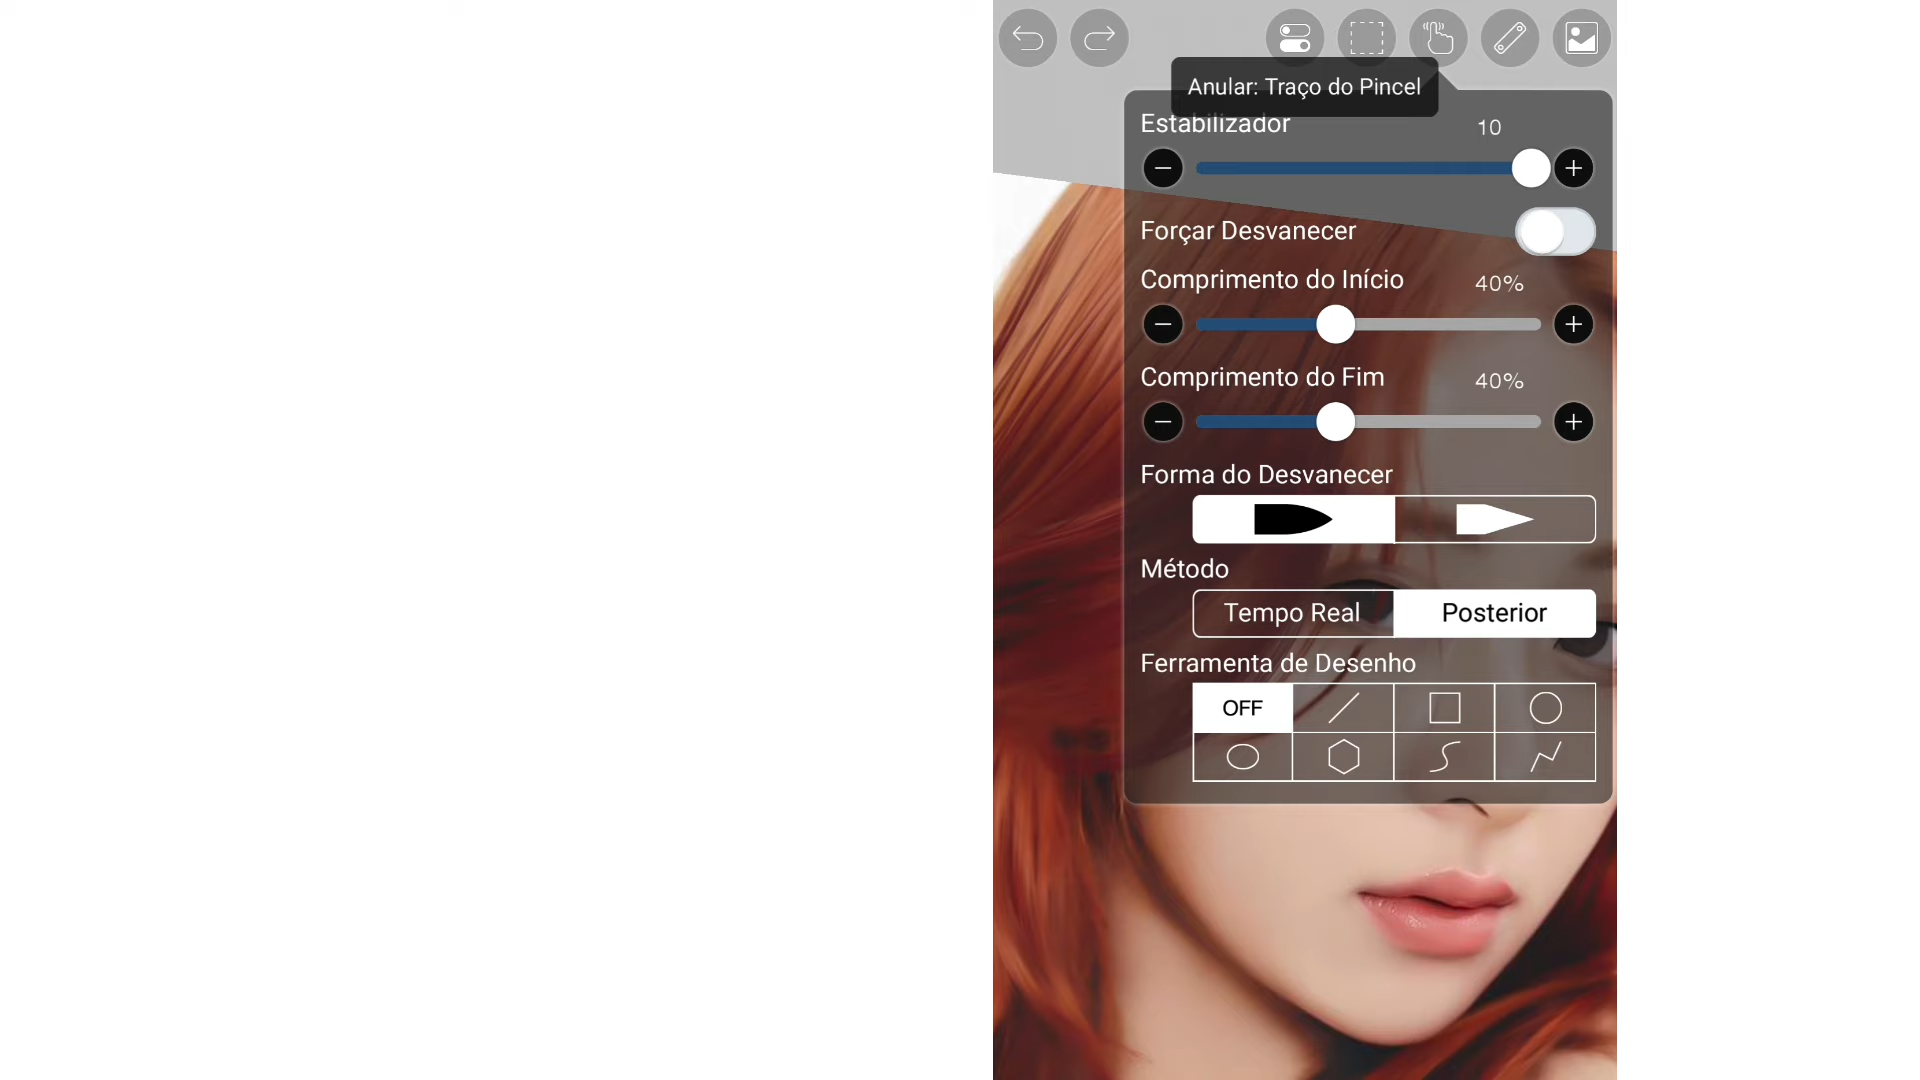 Anular: Traço do Pincel
Estabilizador 10
Forçar Desvanecer
Comprimento do Início 40%
Comprimento do Fim 40%
Forma do Desvanecer
Método
Tempo Real Posterior
Ferramenta de Desenho
OFF